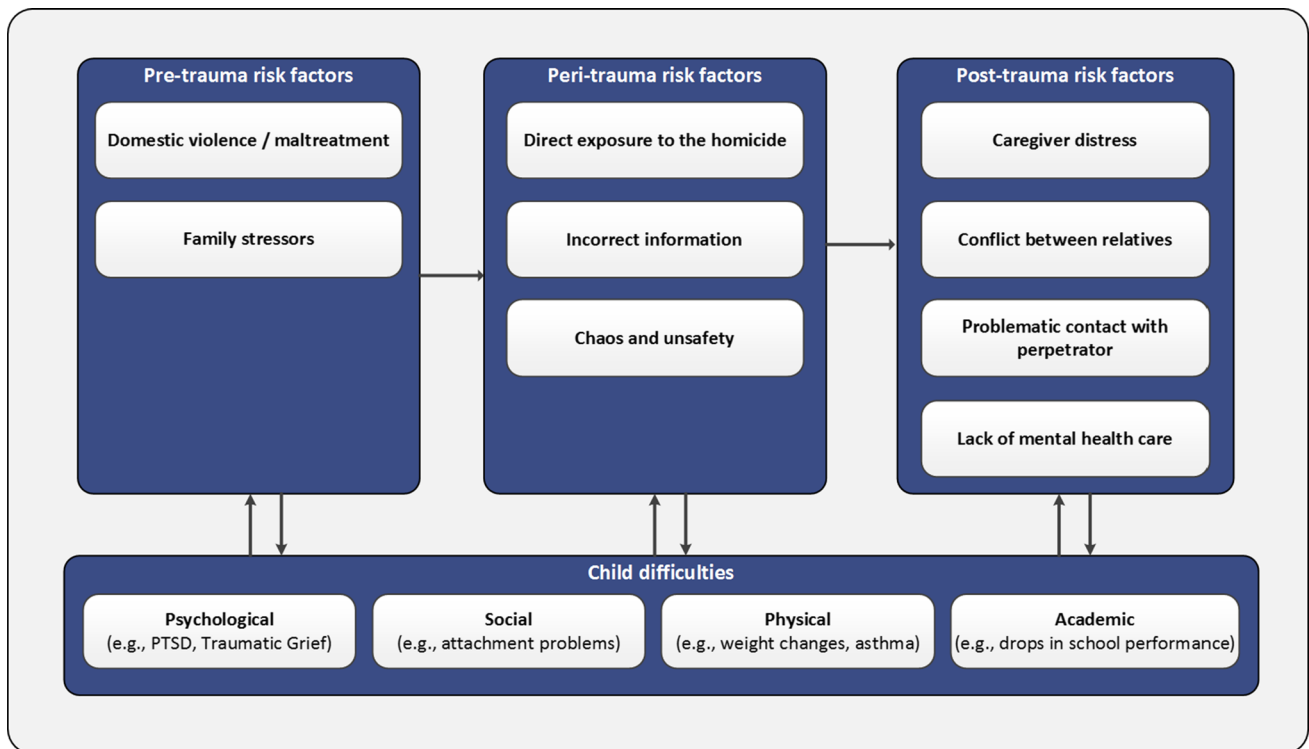 Pre-trauma risk factors
Domestic violence / maltreatment
Family stressors
Peri-trauma risk factors
Direct exposure to the homicide
Incorrect information
Chaos and unsafety
Post-trauma risk factors
Caregiver distress
Conflict between relatives
Problematic contact with
perpetrator
Lack of mental health care
Child difficulties
Psychological
(e.g., PTSD, Traumatic Grief)
Social
(e.g., attachment problems)
Physical
(e.g., weight changes, asthma)
Academic
(e.g., drops in school performance)